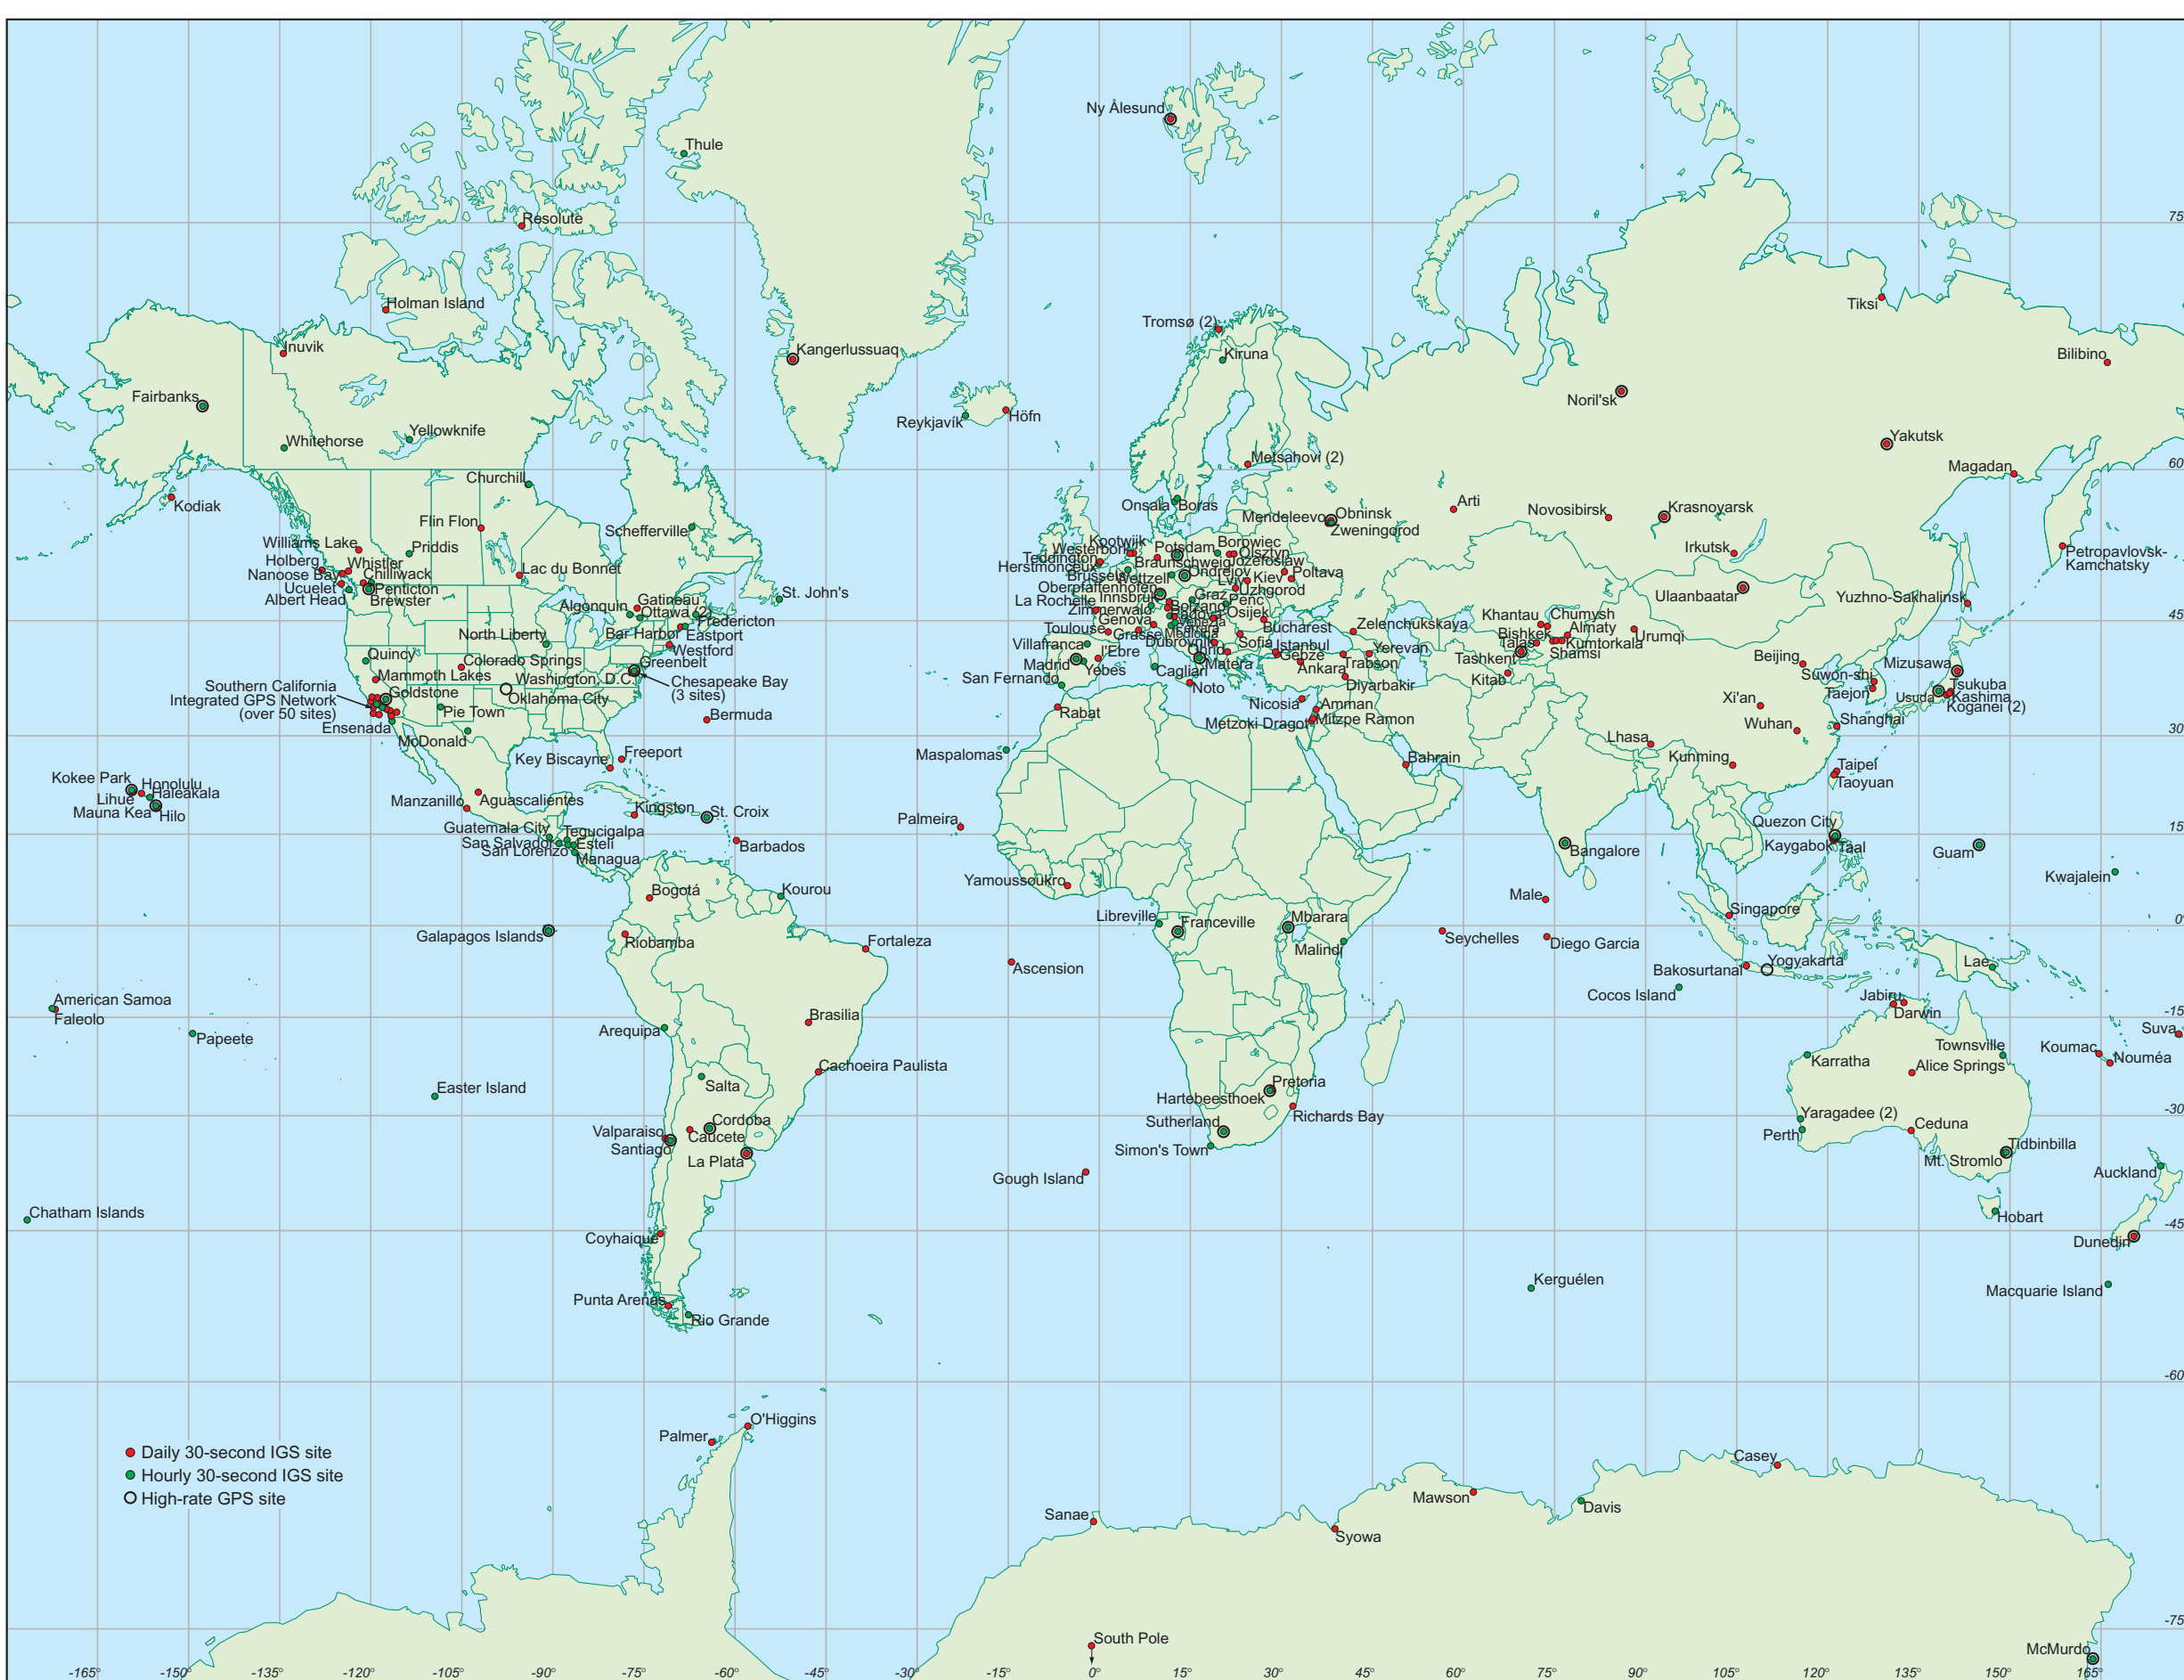 Ny Ålesund
Thule
Resolute
75°
Holman Island
Tiksi
Tromsø (2)
Inuvik
Kangerlussuaq
Kiruna
Bilibino
Fairbanks
Noril'sk
Reykjavík
Höfn
Whitehorse
Yellowknife
Yakutsk
Metsahovi (2)
Magadan
60
Churchill
Kodiak
Onsala
Boras
Arti
Flin Flon
Schefferville
Mendeleevo
Obninsk
Zweningorod
Novosibirsk
Krasnoyarsk
Williams Lake
Priddis
Kootwijk
Westerbork
Potsdam
Borowiec
Olsztyn
Irkutsk
Petropavlovsk-
Kamchatsky
Holberg
Whistler
Teddington
Herstmonceux
Braunschweig
Jozefoslaw
Nanoose Bay
Chilliwack
Lac du Bonnet
Brussels
Wettzell
Ondrejov
Lviv
Kiev
Poltava
Ucuelet
Penticton
Oberpfaffenhofen
Uzhgorod
Ulaanbaatar
Albert Head
Brewster
St. John's
La Rochelle
Innsbruk
Graz
Penc
Yuzhno-Sakhalinsk
Algonquin
Gatineau
Ottawa (2)
Zimmerwald
Bolzano
Osijek
Fredericton
Genova
Padova
Venezia
45
Bar Harbor
Eastport
Toulouse
Grasse
Medicina
Bucharest
Zelenchukskaya
Khantau
Chumysh
Bishkek
Almaty
Urumqi
North Liberty
Westford
Villafranca
l'Ebre
Dubrovnik
Sofia
Istanbul
Talas
Kumtorkala
Quincy
Colorado Springs
Greenbelt
Madrid
Yebes
Ohrid
Gebze
Yerevan
Tashkent
Shamsi
Beijing
Mizusawa
Mammoth Lakes
Washington, D.C.
Chesapeake Bay
(3 sites)
San Fernando
Cagliari
Matera
Ankara
Trabson
Kitab
Suwon-shi
Southern California
Integrated GPS Network
(over 50 sites)
Goldstone
Oklahoma City
Noto
Diyarbakir
Taejon
Usuda
Tsukuba
Kashima
Koganei (2)
Pie Town
Bermuda
Rabat
Nicosia
Amman
Xi'an
Ensenada
McDonald
Metzoki Dragot
Mitzpe Ramon
Wuhan
Shanghai
30
Key Biscayne
Freeport
Maspalomas
Bahrain
Lhasa
Kunming
Taipei
Taoyuan
Kokee Park
Honolulu
Lihue
Haleakala
Mauna Kea
Hilo
Manzanillo
Aguascalientes
Kingston
St. Croix
Palmeira
Guatemala City
Tegucigalpa
San Salvador
Esteli
San Lorenzo
Managua
Barbados
Bangalore
Quezon City
Kaygabok
Taal
15
Guam
Kwajalein
Bogotá
Kourou
Yamoussoukro
Male
Singapore
Libreville
Franceville
Mbarara
Malindi
0°
Galapagos Islands
Riobamba
Fortaleza
Seychelles
Diego Garcia
Ascension
Bakosurtanal
Yogyakarta
Lae
Cocos Island
American Samoa
Faleolo
Jabiru
Darwin
-15
Papeete
Arequipa
Brasilia
Suva
Karratha
Townsville
Koumac
Nouméa
Alice Springs
Easter Island
Salta
Cachoeira Paulista
Pretoria
Hartebeesthoek
Richards Bay
Yaragadee (2)
-30
Valparaiso
Cordoba
Caucete
Santiago
La Plata
Sutherland
Simon's Town
Perth
Ceduna
Tidbinbilla
Mt. Stromlo
Gough Island
Auckland
Chatham Islands
Hobart
-45
Coyhaique
Dunedin
Kerguélen
Macquarie Island
Punta Arenas
Rio Grande
-60
O'Higgins
Palmer
Daily 30-second IGS site
Hourly 30-second IGS site
High-rate GPS site
Casey
Mawson
Davis
Sanae
Syowa
-75
South Pole
McMurdo
-165° -150° -135° -120° -105° -90° -75° -60° -45° -30° -15° 0° 15° 30° 45° 60° 75° 90° 105° 120° 135° 150° 165°